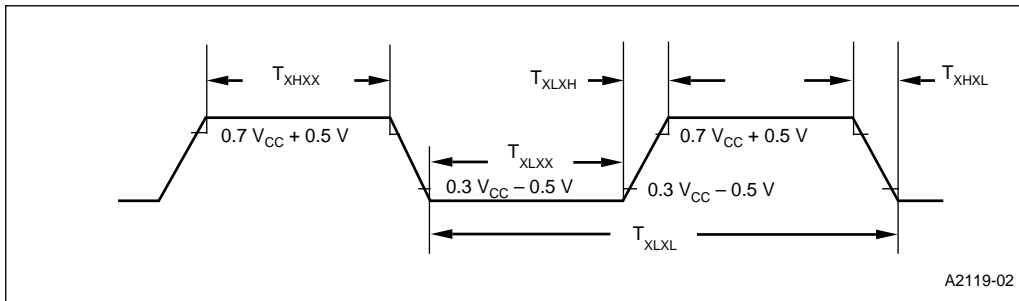 T_XHXX
T_XLXH
T_XHXL
0.7 V_CC + 0.5 V
0.7 V_CC + 0.5 V
T_XLXX
0.3 V_CC – 0.5 V
0.3 V_CC – 0.5 V
T_XLXL
A2119-02